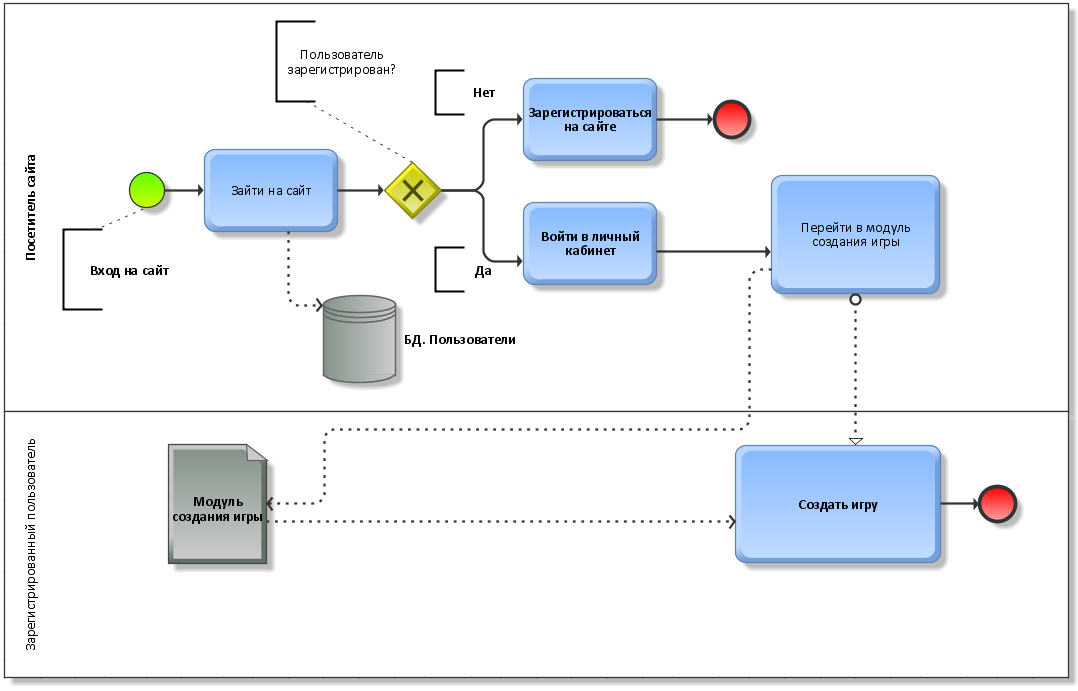 Посетитель сайта
Пользователь
зарегистрирован?
Нет
Зарегистрироваться
на сайте
Зайти на сайт
Вход на сайт
Да
Войти в личный
кабинет
Перейти в модуль
создания игры
БД. Пользователи
Зарегистрированный пользователь
Модуль
создания игры
Создать игру